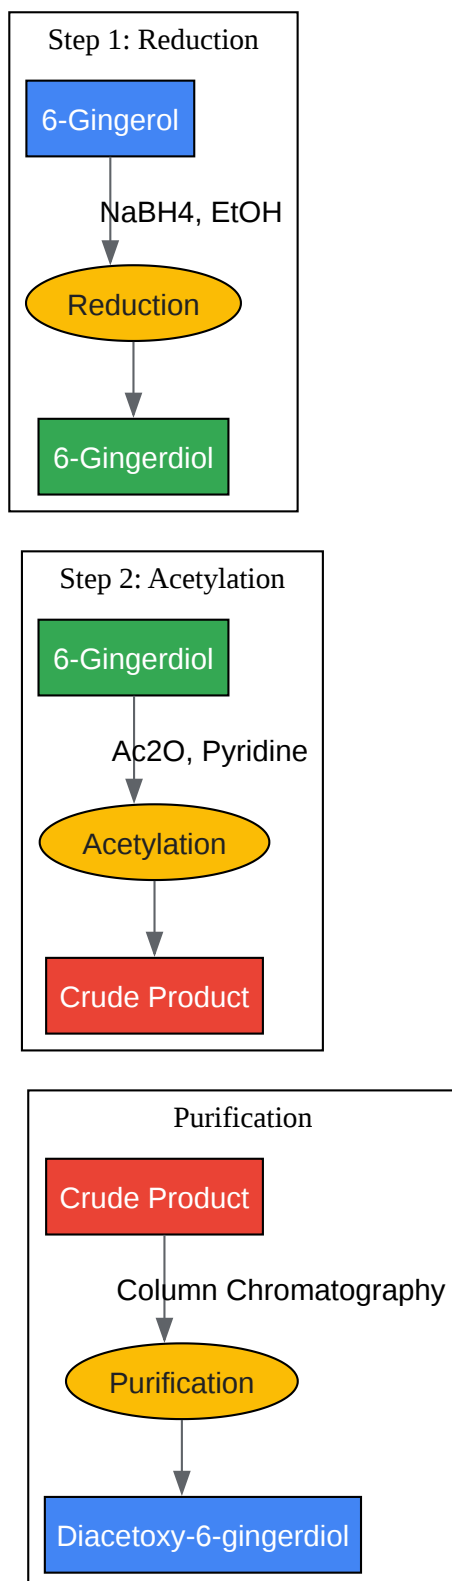 Step 1: Reduction
6-Gingerol
NaBH4, EtOH
Reduction
6-Gingerdiol
Step 2: Acetylation
6-Gingerdiol
Ac2O, Pyridine
Acetylation
Crude Product
Purification
Crude Product
Column Chromatography
Purification
Diacetoxy-6-gingerdiol